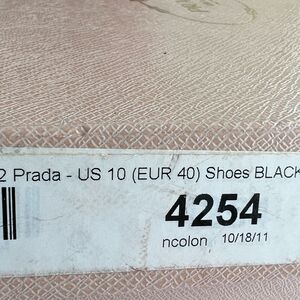 2 Prada - US 10 (EUR 40) Shoes BLACK
4254
ncolon 10/18/11